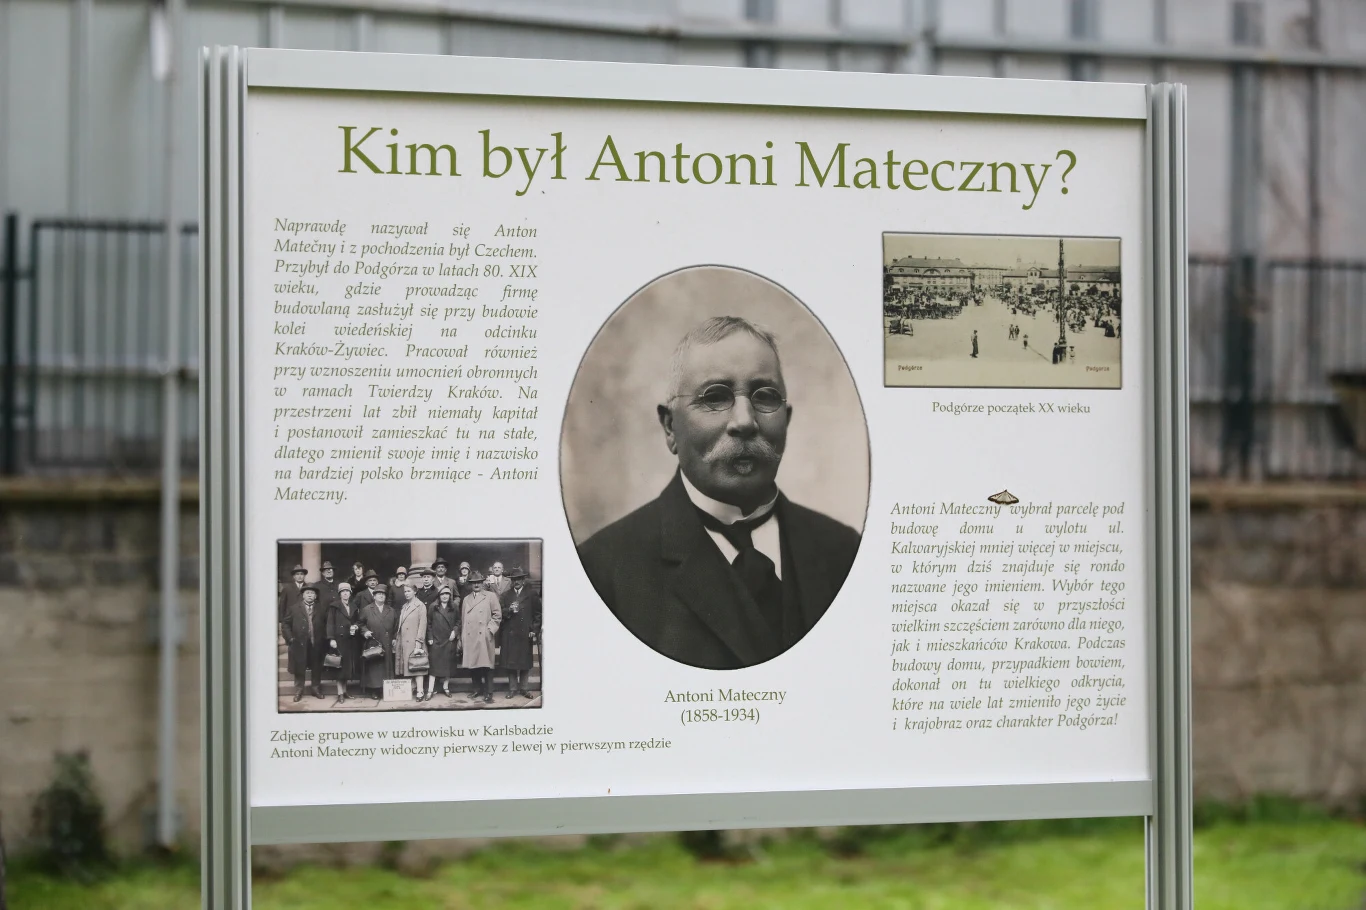 Kim był Antoni Mateczny?
Naprawdę nazywał się Anton
Matečny i z pochodzenia był Czechem.
Przybył do Podgórza w latach 80. XIX
wieku, gdzie prowadząc firmę
budowlaną zasłużył się przy budowie
kolei wiedeńskiej na odcinku
Kraków-Żywiec. Pracował również
przy wznoszeniu umocnień obronnych
w ramach Twierdzy Kraków. Na
przestrzeni lat zbił niemały kapitał
i postanowił zamieszkać tu na stałe,
dlatego zmienił swoje imię i nazwisko
na bardziej polsko brzmiące - Antoni
Mateczny.
Zdjęcie grupowe w uzdrowisku w Karlsbadzie
Antoni Mateczny widoczny pierwszy z lewej w pierwszym rzędzie
Antoni Mateczny
(1858-1934)
Podgórze Podgórze
Podgórze początek XX wieku
Antoni Mateczny wybrał parcelę pod
budowę domu u wylotu ul.
Kalwaryjskiej mniej więcej w miejscu,
w którym dziś znajduje się rondo
nazwane jego imieniem. Wybór tego
miejsca okazał się w przyszłości
wielkim szczęściem zarówno dla niego,
jak i mieszkańców Krakowa. Podczas
budowy domu, przypadkiem bowiem,
dokonał on tu wielkiego odkrycia,
które na wiele lat zmieniło jego życie
i krajobraz oraz charakter Podgórza!